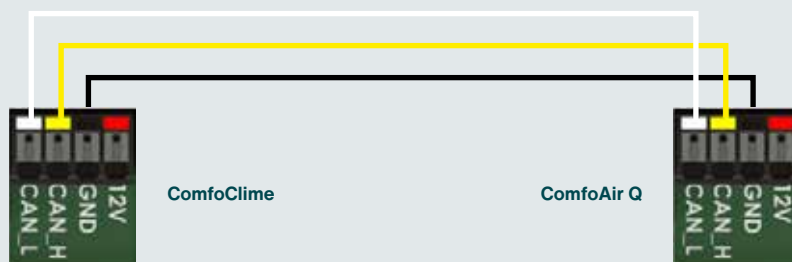 CAN_L
CAN_H
GND
12V
ComfoClime
ComfoAir Q
CAN_L
CAN_H
GND
12V